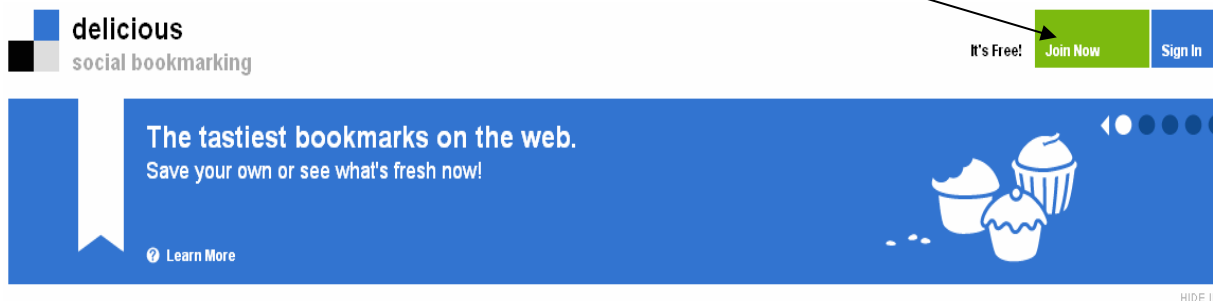 delicious
social bookmarking
It's Free!
Join Now
Sign In
The tastiest bookmarks on the web.
Save your own or see what's fresh now!
? Learn More
HIDE